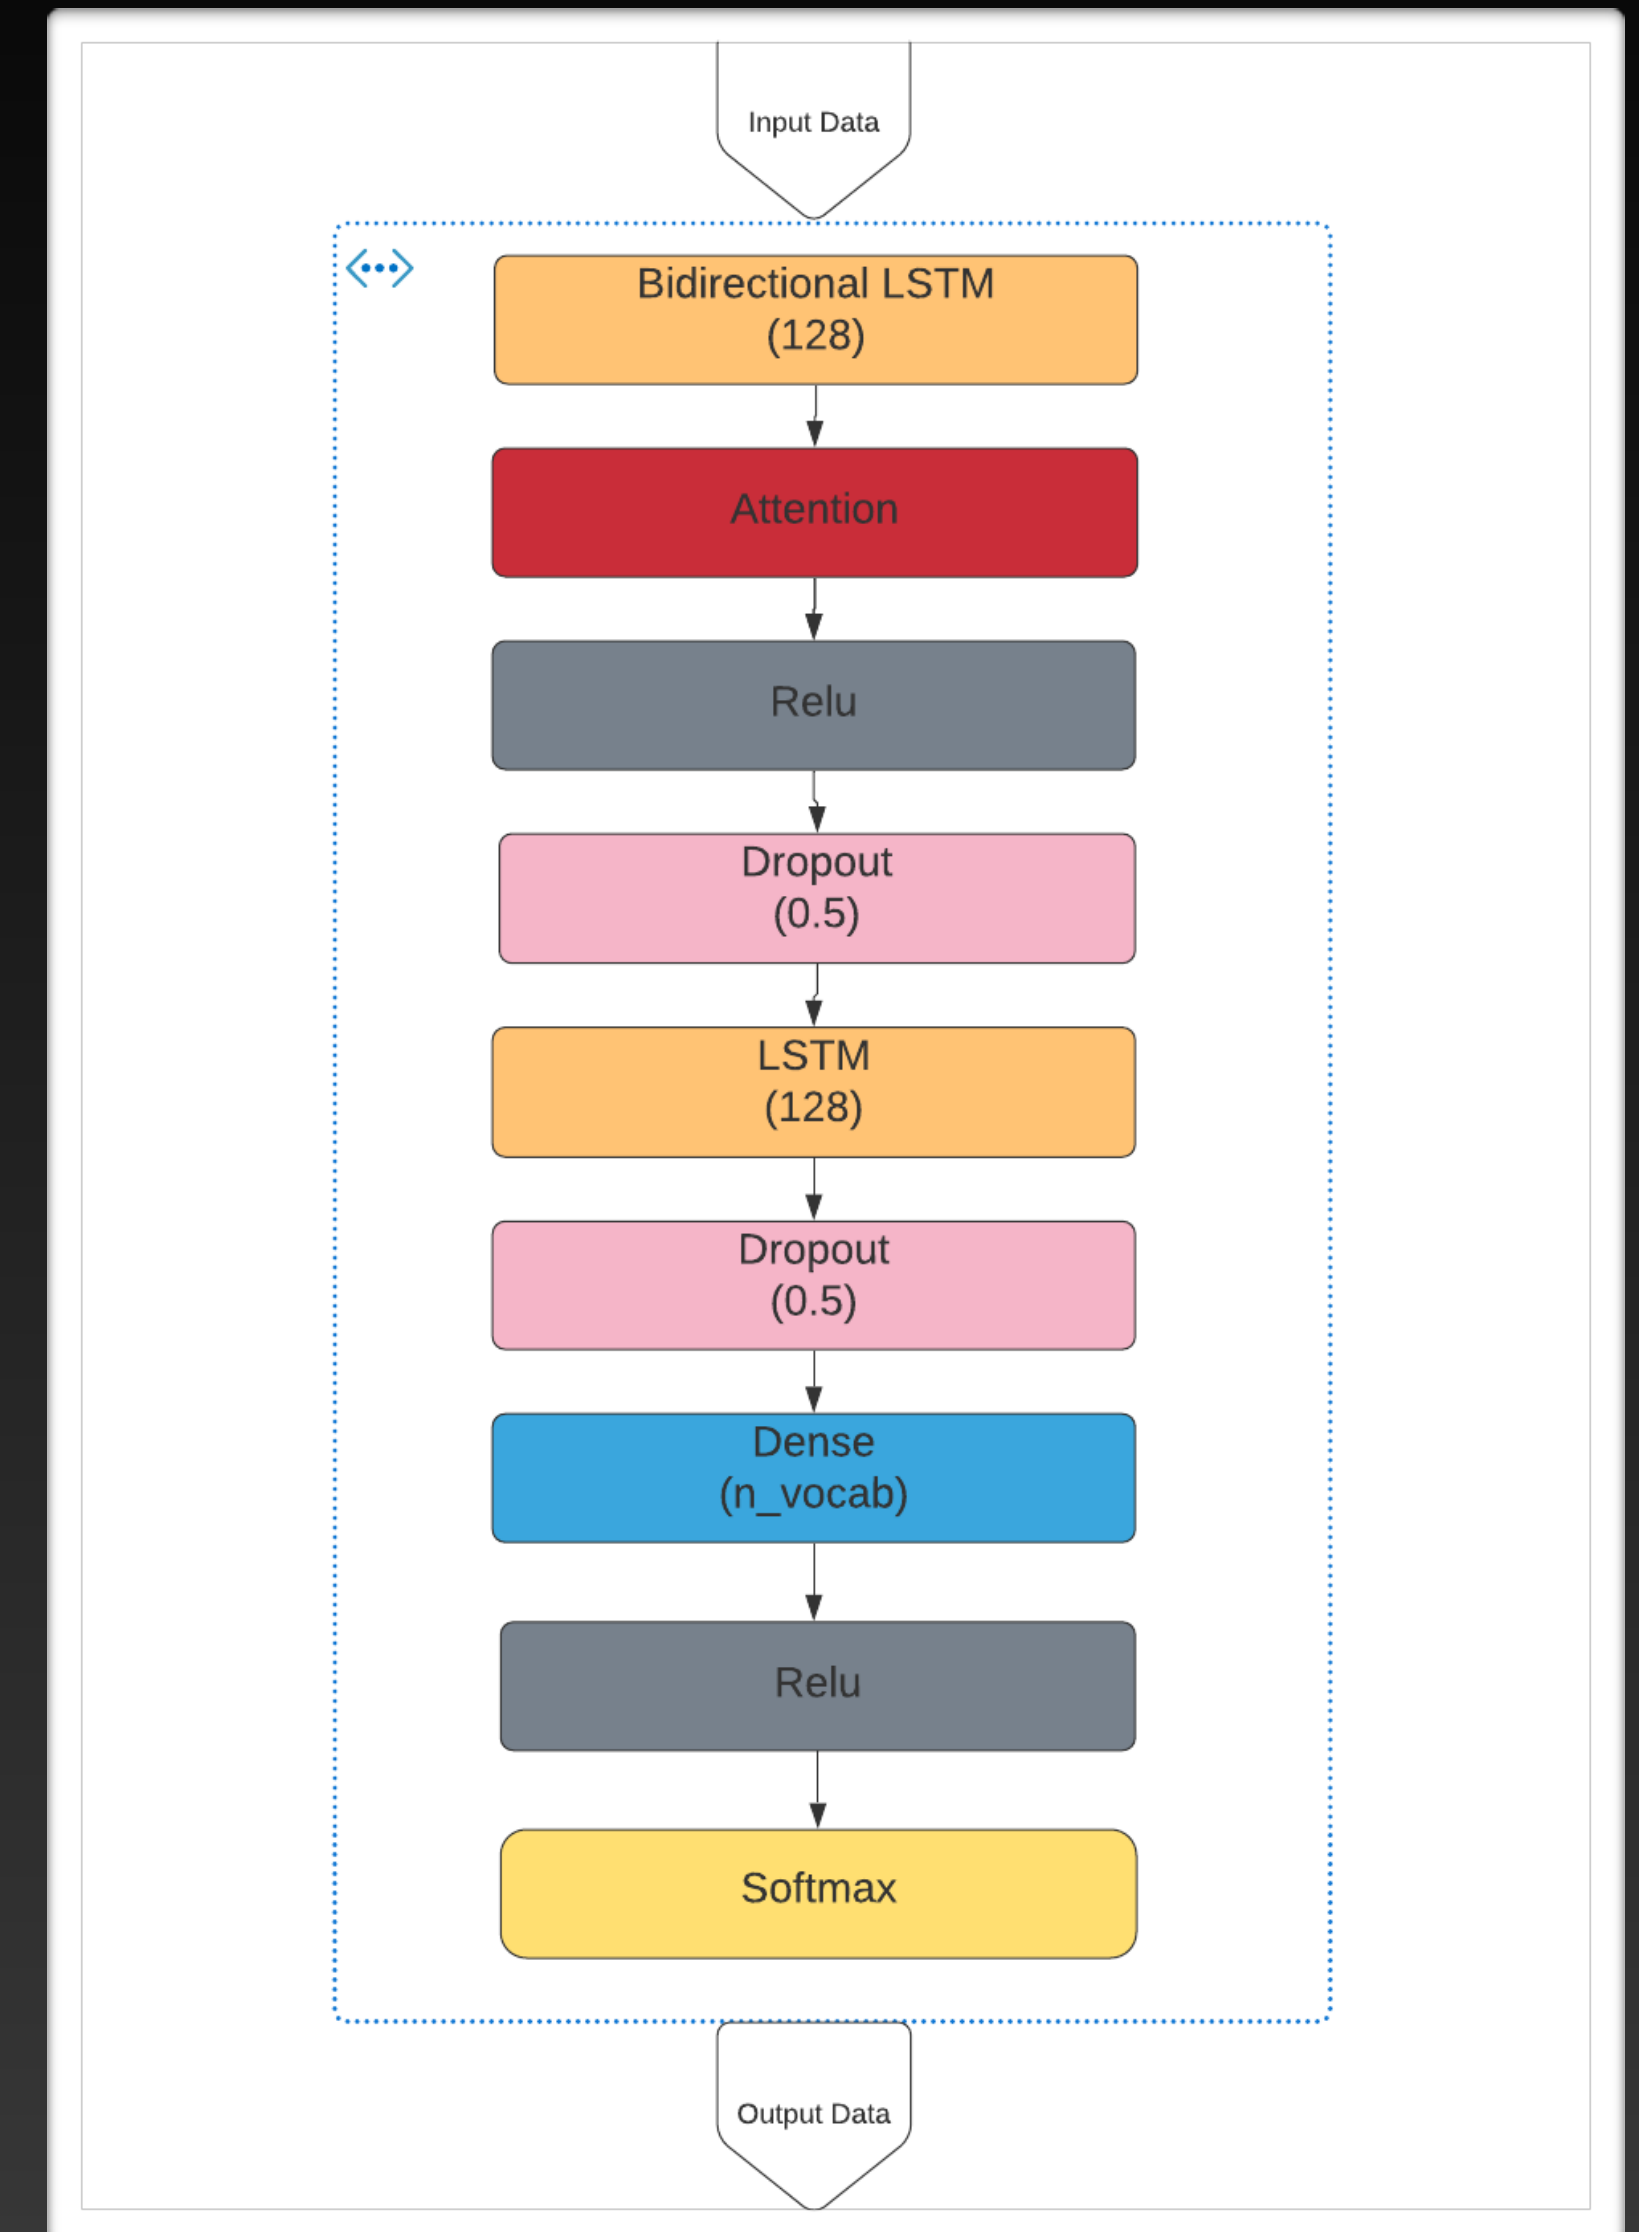 Input Data
Bidirectional LSTM
(128)
Attention
Relu
Dropout
(0.5)
LSTM
(128)
Dropout
(0.5)
Dense
(n_vocab)
Relu
Softmax
Output Data